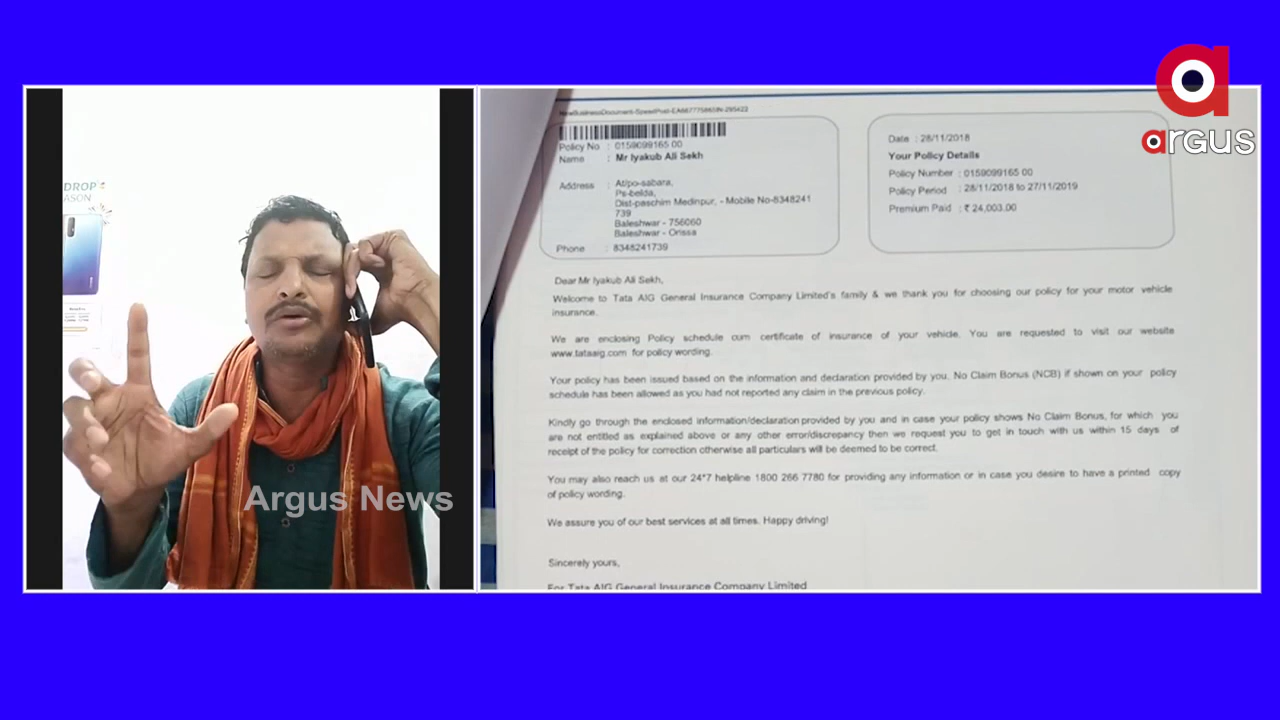 argus
DROP
ASON
Argus News
NewBusinessDocument-SpeedPost-EA667775865IN-295423
Policy No : 0159099165 00
Name : Mr Iyakub Ali Sekh
Address : At/po-sabara,
Ps-belda,
Dist-paschim Medinpur, - Mobile No-8348241
739
Baleshwar - 756060
Baleshwar - Orissa
Phone : 8348241739
Date : 28/11/2018
Your Policy Details
Policy Number : 0159099165 00
Policy Period : 28/11/2018 to 27/11/2019
Premium Paid : ₹ 24,003.00
Dear Mr Iyakub Ali Sekh,
Welcome to Tata AIG General Insurance Company Limited's family & we thank you for choosing our policy for your motor vehicle
insurance.
We are enclosing Policy schedule cum certificate of insurance of your vehicle. You are requested to visit our website
www.tataaig.com for policy wording.
Your policy has been issued based on the information and declaration provided by you. No Claim Bonus (NCB) if shown on your policy
schedule has been allowed as you had not reported any claim in the previous policy.
Kindly go through the enclosed information/declaration provided by you and in case your policy shows No Claim Bonus, for which you
are not entitled as explained above or any other error/discrepancy then we request you to get in touch with us within 15 days of
receipt of the policy for correction otherwise all particulars will be deemed to be correct.
You may also reach us at our 24*7 helpline 1800 266 7780 for providing any information or in case you desire to have a printed copy
of policy wording.
We assure you of our best services at all times. Happy driving!
Sincerely yours,
For Tata AIG General Insurance Company Limited